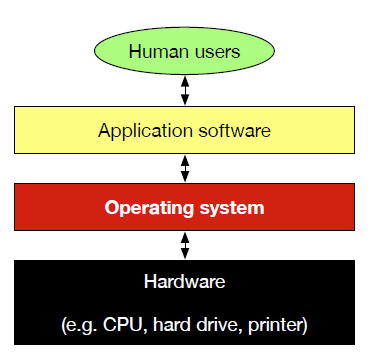 Human users
Application software
Operating system
Hardware
(e.g. CPU, hard drive, printer)